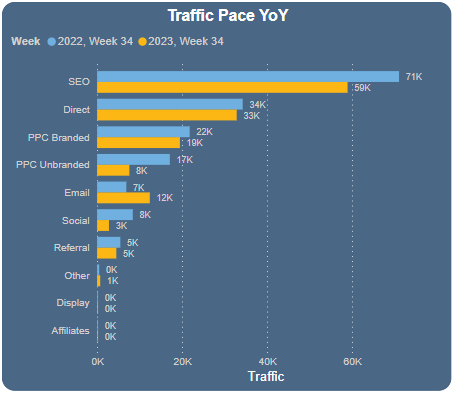 Traffic Pace YoY
Week 2022, Week 34 2023, Week 34
SEO 71K
59K
Direct 34K
33K
PPC Branded 22K
19K
PPC Unbranded 17K
8K
Email 7K
12K
Social 8K
3K
Referral 5K
5K
Other 0K
1K
Display 0K
0K
Affiliates 0K
0K
0K 20K 40K 60K
Traffic